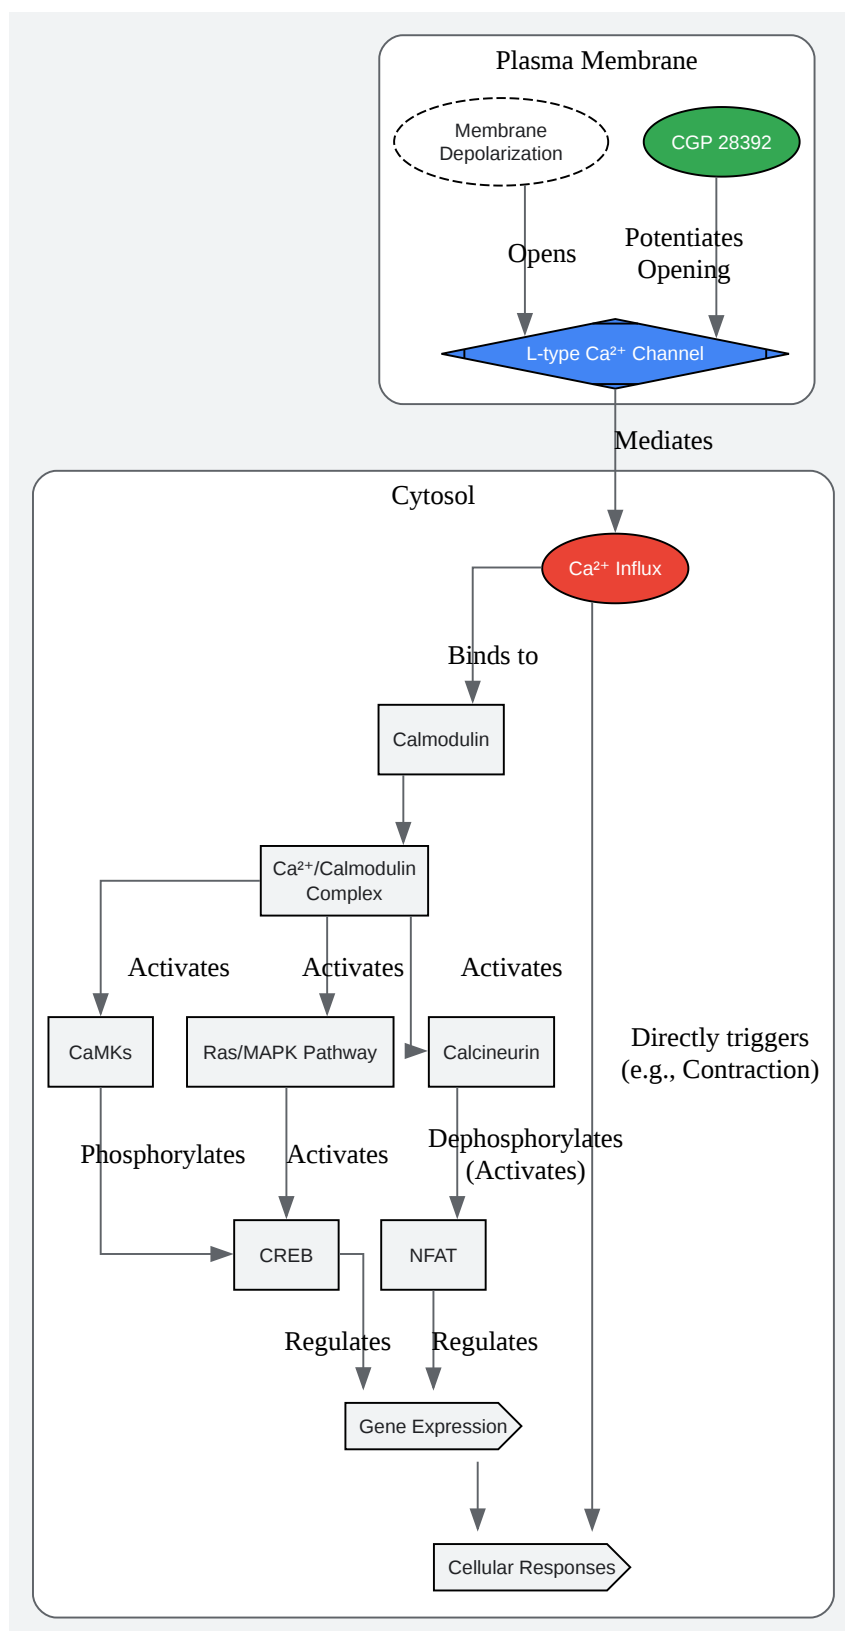 Plasma Membrane
Membrane
Depolarization
CGP 28392
Opens
Potentiates
Opening
L-type Ca²⁺ Channel
Mediates
Cytosol
Ca²⁺ Influx
Binds to
Calmodulin
Ca²⁺/Calmodulin
Complex
Activates
Activates
Activates
CaMKs
Ras/MAPK Pathway
Calcineurin
Directly triggers
(e.g., Contraction)
Phosphorylates
Activates
Dephosphorylates
(Activates)
CREB
NFAT
Regulates
Regulates
Gene Expression
Cellular Responses